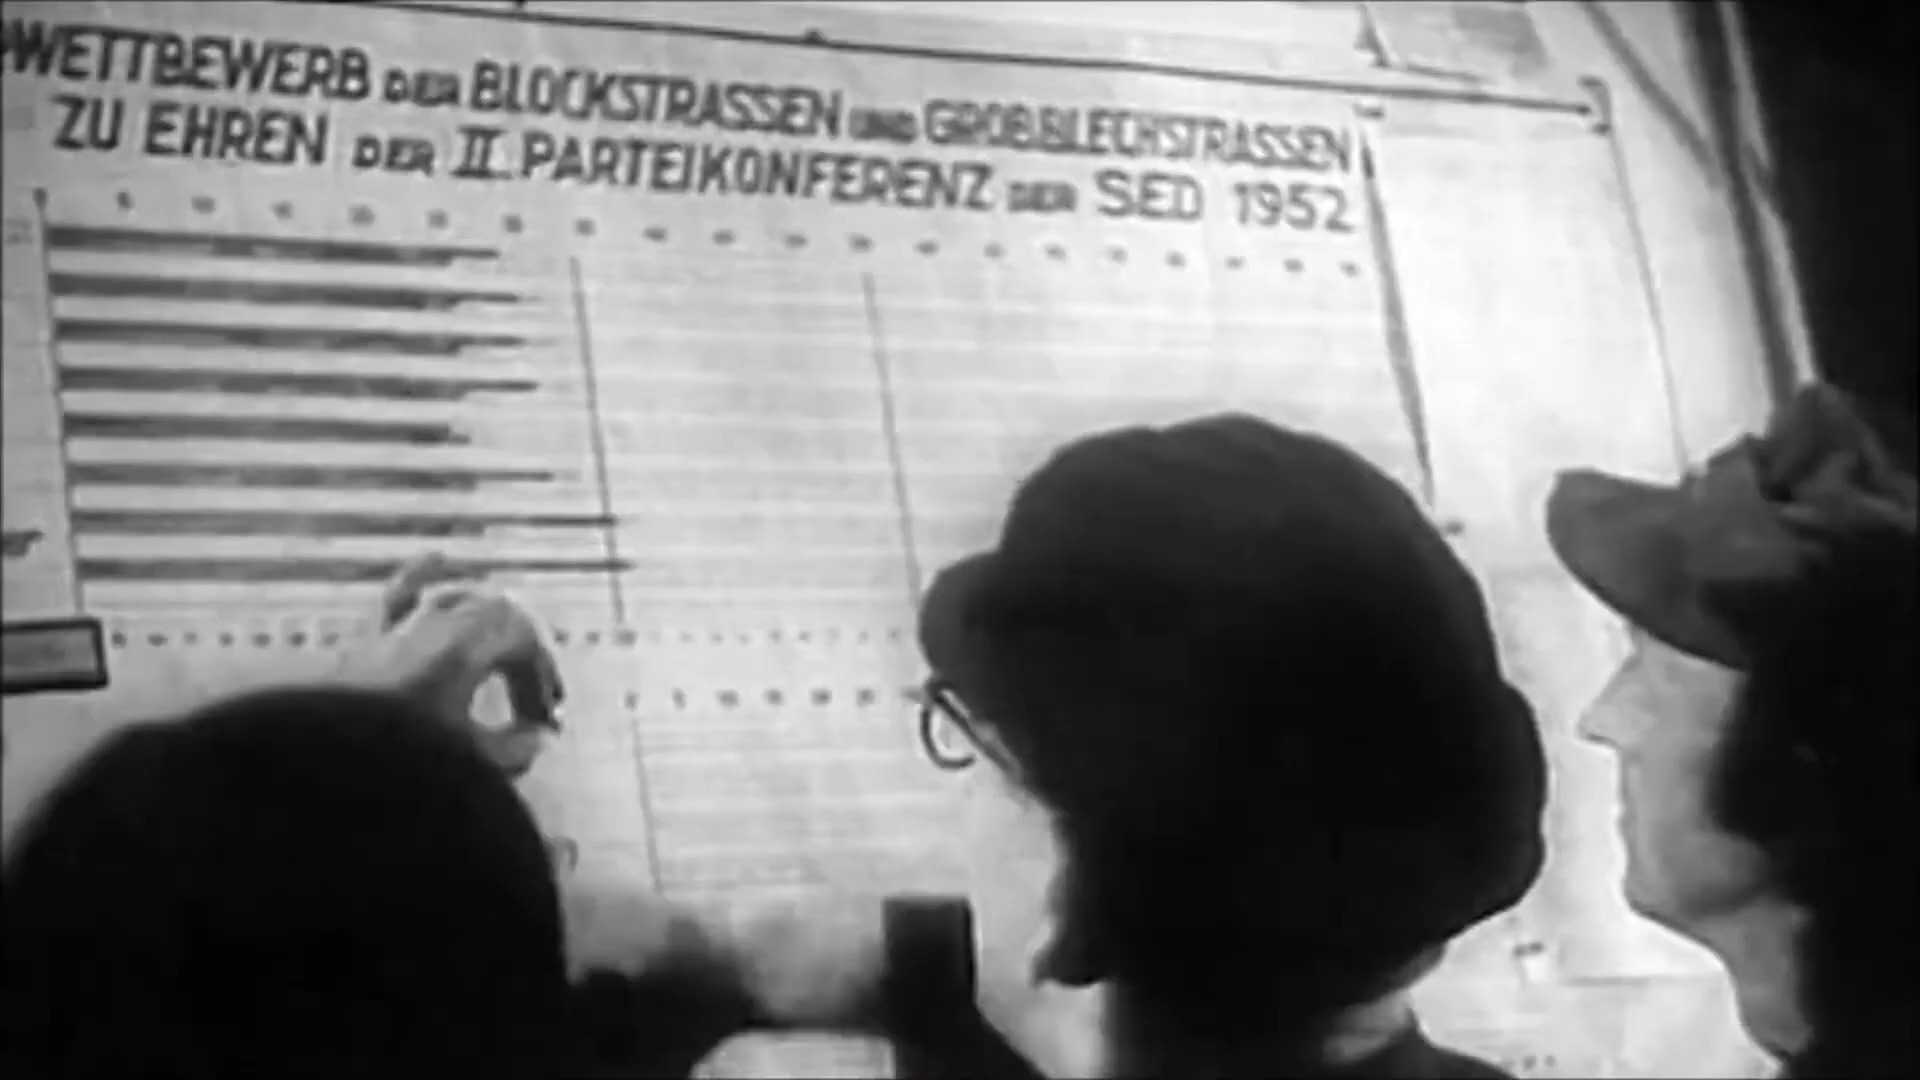 WETTBEWERB DER BLOCKSTRASSEN UND GROBBLECHSTRASSEN
ZU EHREN DER II. PARTEIKONFERENZ DER SED 1952